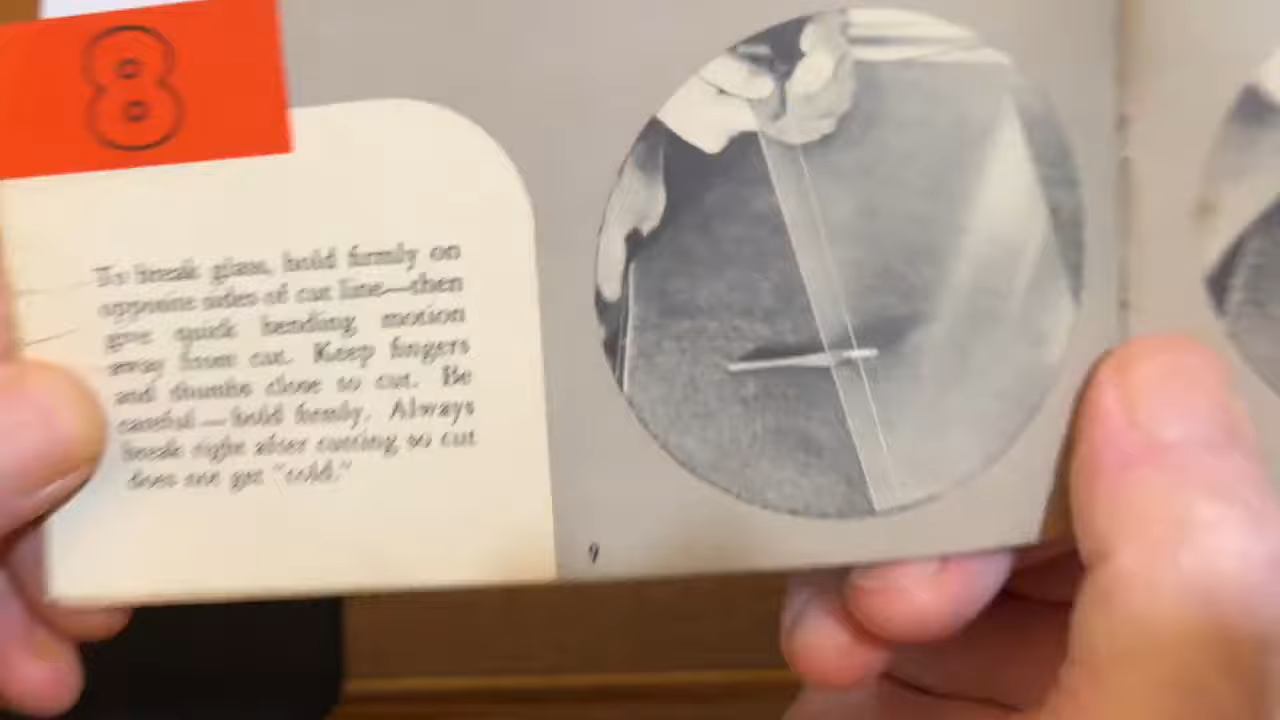 8
To break glass, hold firmly on
opposite sides of cut line—then
give quick bending motion
away from cut. Keep fingers
and thumbs close to cut. Be
careful—hold firmly. Always
break right after cutting so cut
does not get "cold."
9